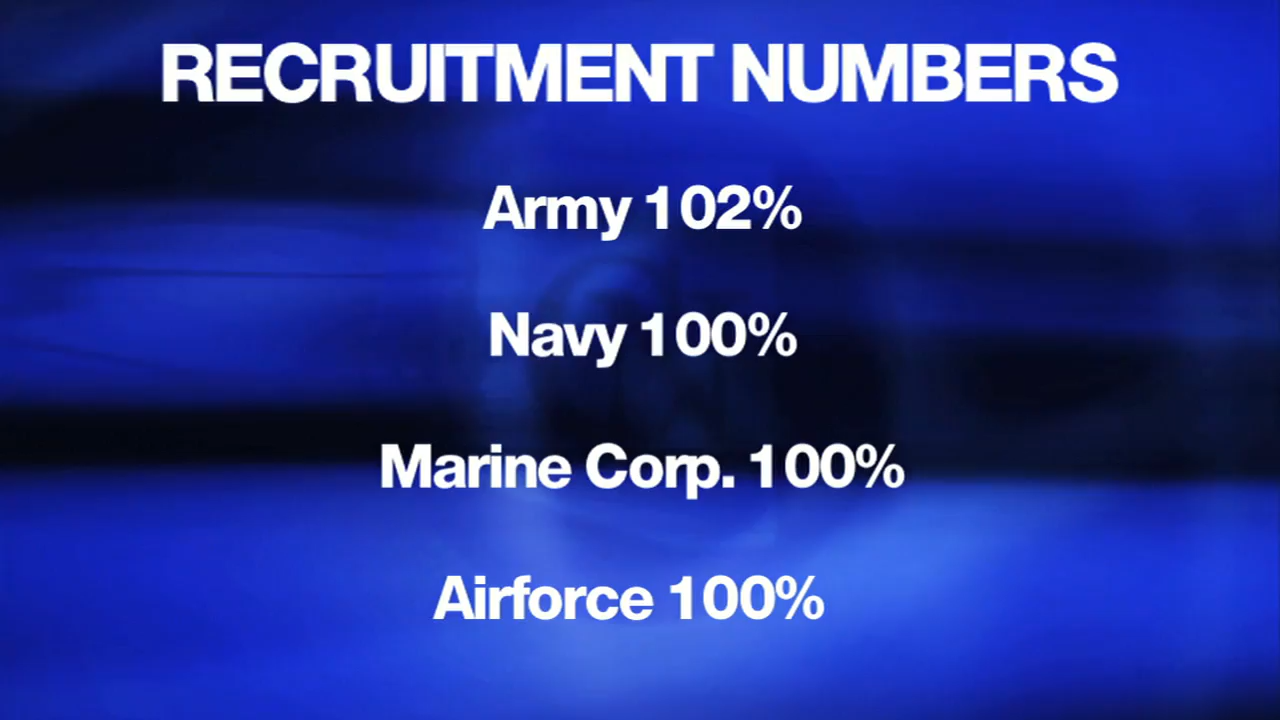 RECRUITMENT NUMBERS
Army 102%
Navy 100%
Marine Corp. 100%
Airforce 100%